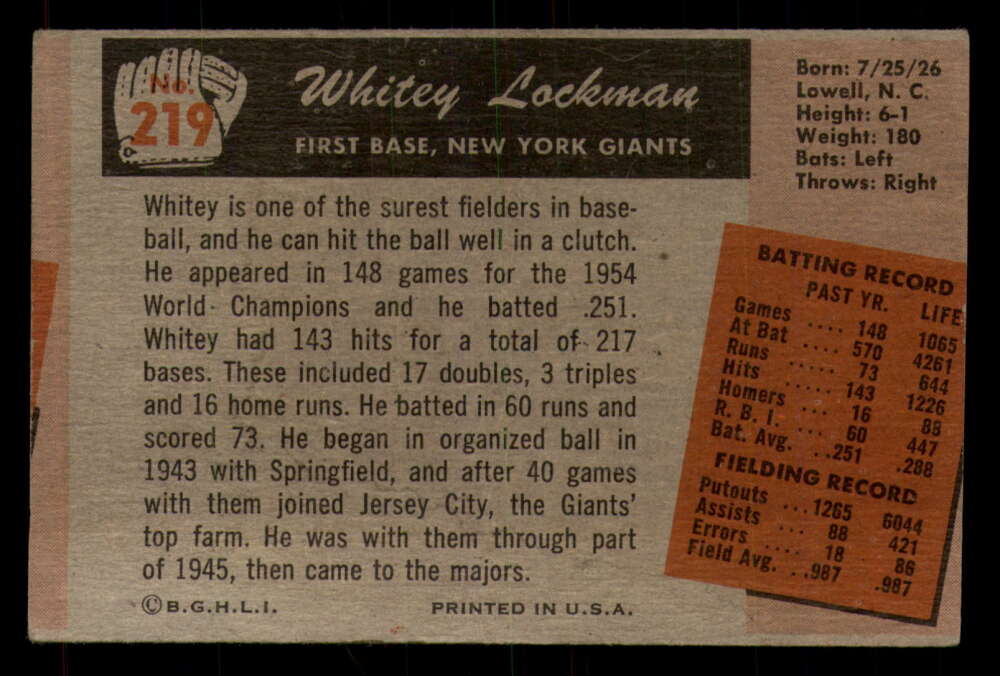 No.
219
Whitey Lockman
FIRST BASE, NEW YORK GIANTS
Born: 7/25/26
Lowell, N. C.
Height: 6-1
Weight: 180
Bats: Left
Throws: Right
Whitey is one of the surest fielders in base-
ball, and he can hit the ball well in a clutch.
He appeared in 148 games for the 1954
World Champions and he batted .251.
Whitey had 143 hits for a total of 217
bases. These included 17 doubles, 3 triples
and 16 home runs. He batted in 60 runs and
scored 73. He began in organized ball in
1943 with Springfield, and after 40 games
with them joined Jersey City, the Giants'
top farm. He was with them through part
of 1945, then came to the majors.
©B.G.H.L.I. PRINTED IN U.S.A.
BATTING RECORD
PAST YR. LIFE
Games .... 148 1065
At Bat .... 570 4261
Runs ..... 73 644
Hits ..... 143 1226
Homers ... 16 88
R. B. I. ... 60 447
Bat. Avg. ..251 .288
FIELDING RECORD
Putouts ...1265 6044
Assists ... 88 421
Errors .... 18 86
Field Avg. ..987 .987